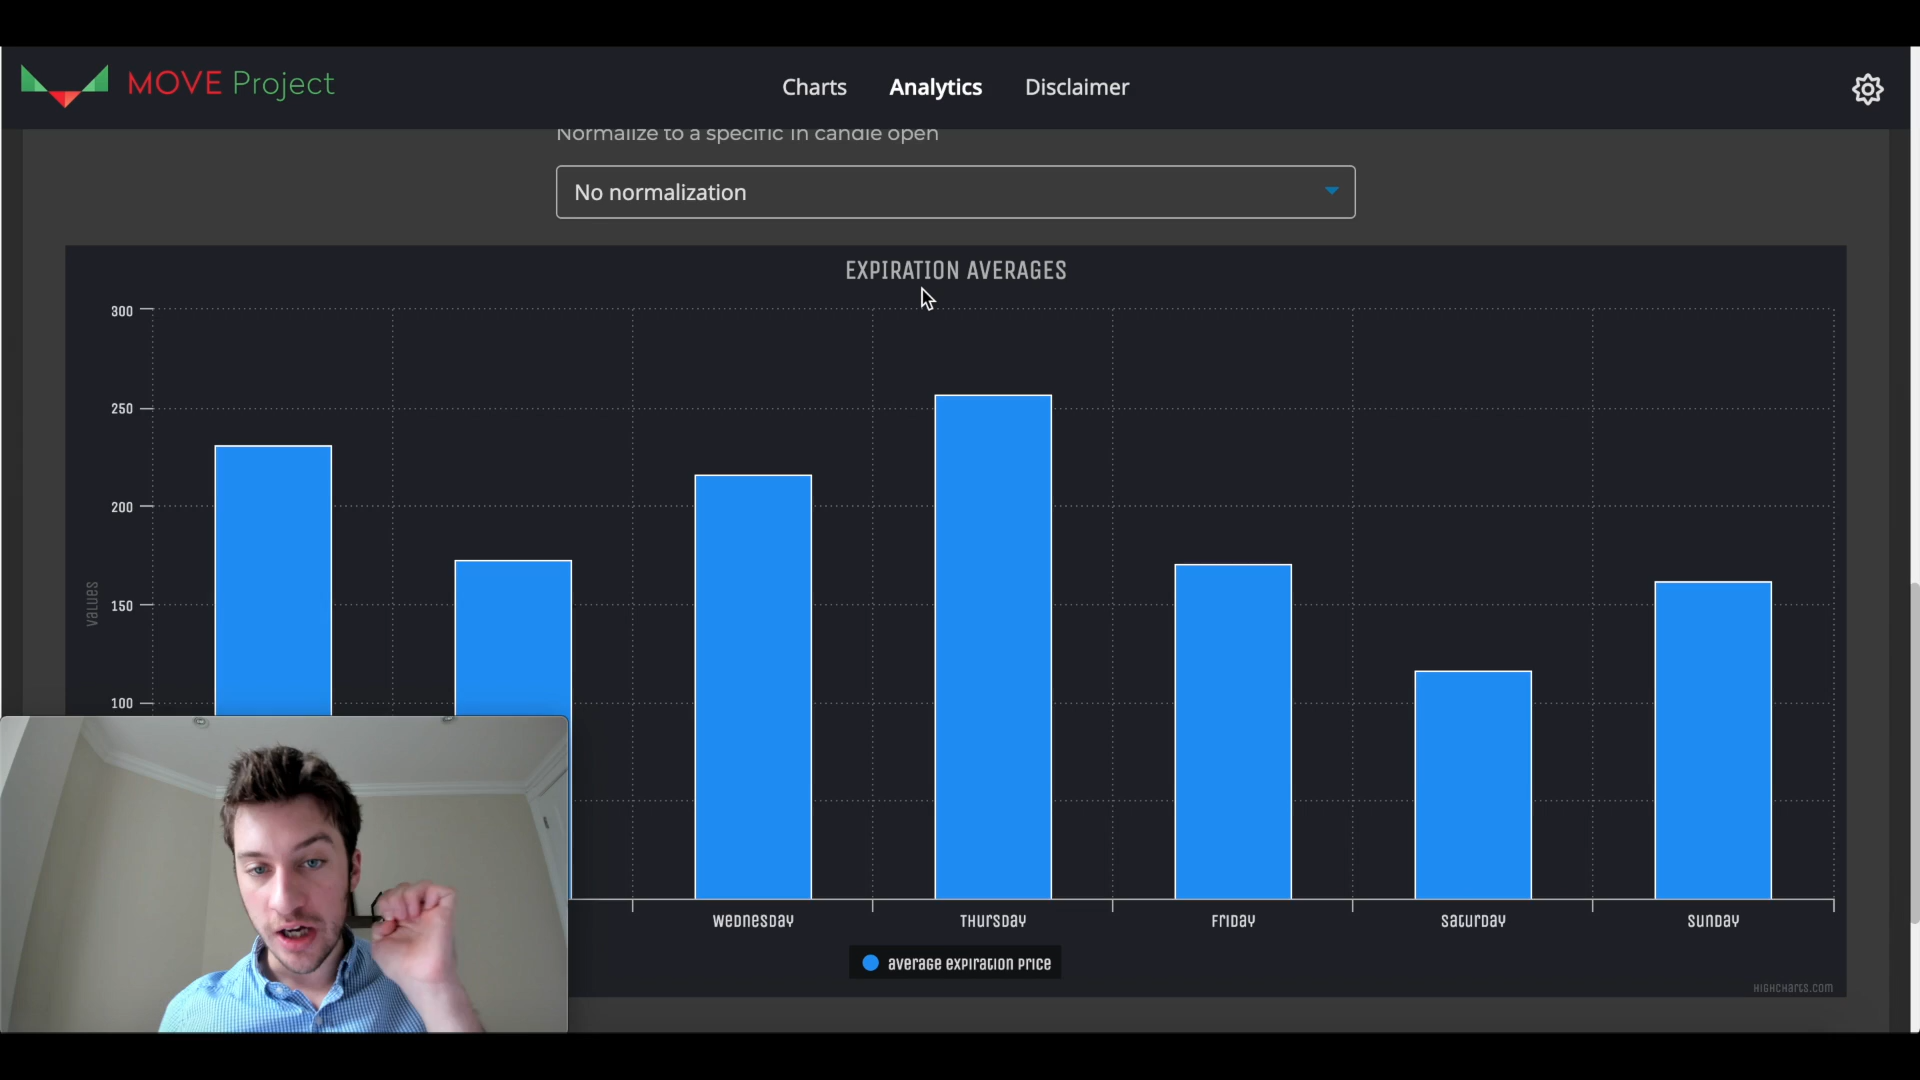 MOVE Project
Charts Analytics Disclaimer
Normalize to a specific 1h candle open
No normalization
EXPIRATION AVERAGES
300
250
200
150
100
values
Wednesday Thursday Friday Saturday Sunday
average expiration price
Highcharts.com